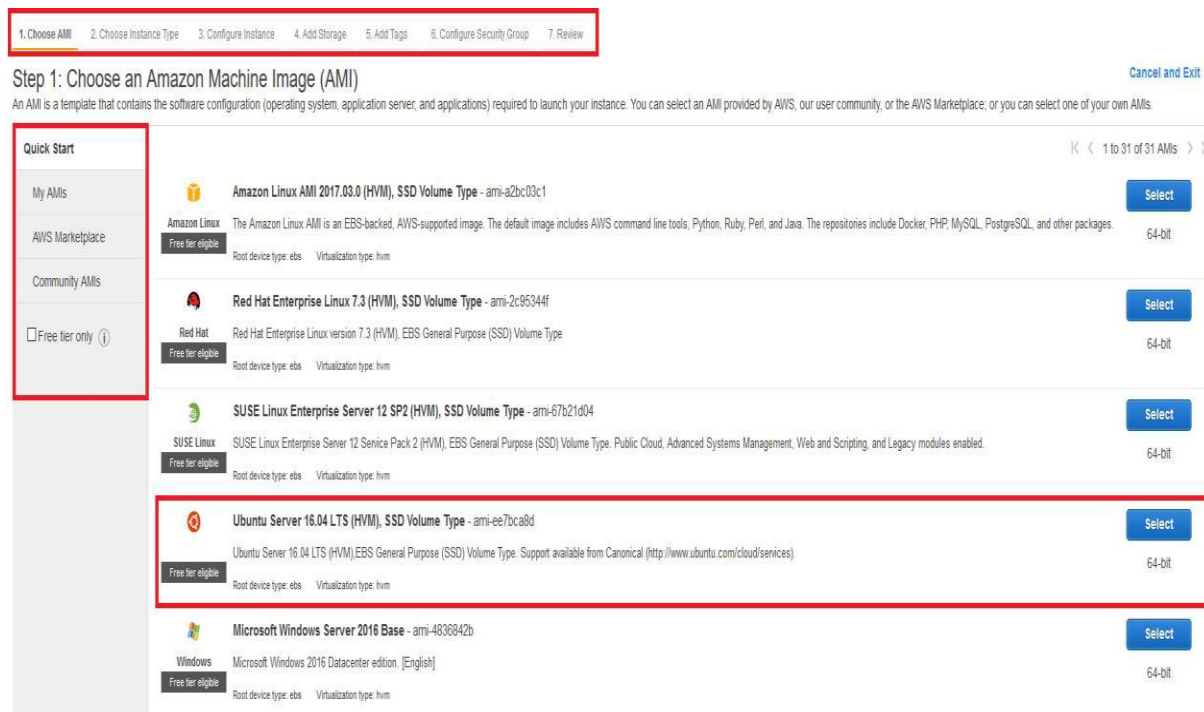 1. Choose AMI 2. Choose Instance Type 3. Configure Instance 4. Add Storage 5. Add Tags 6. Configure Security Group 7. Review
Step 1: Choose an Amazon Machine Image (AMI)
Cancel and Exit
An AMI is a template that contains the software configuration (operating system, application server, and applications) required to launch your instance. You can select an AMI provided by AWS, our user community, or the AWS Marketplace; or you can select one of your own AMIs.
Quick Start
My AMIs
AWS Marketplace
Community AMIs
Free tier only
1 to 31 of 31 AMIs
Amazon Linux
Free tier eligible
Amazon Linux AMI 2017.03.0 (HVM), SSD Volume Type - ami-a2bc03c1
The Amazon Linux AMI is an EBS-backed, AWS-supported image. The default image includes AWS command line tools, Python, Ruby, Perl, and Java. The repositories include Docker, PHP, MySQL, PostgreSQL, and other packages.
Root device type: ebs Virtualization type: hvm
Select
64-bit
Red Hat
Free tier eligible
Red Hat Enterprise Linux 7.3 (HVM), SSD Volume Type - ami-2c95344f
Red Hat Enterprise Linux version 7.3 (HVM), EBS General Purpose (SSD) Volume Type
Root device type: ebs Virtualization type: hvm
Select
64-bit
SUSE Linux
Free tier eligible
SUSE Linux Enterprise Server 12 SP2 (HVM), SSD Volume Type - ami-67b21d04
SUSE Linux Enterprise Server 12 Service Pack 2 (HVM), EBS General Purpose (SSD) Volume Type. Public Cloud, Advanced Systems Management, Web and Scripting, and Legacy modules enabled.
Root device type: ebs Virtualization type: hvm
Select
64-bit
Free tier eligible
Ubuntu Server 16.04 LTS (HVM), SSD Volume Type - ami-ee7bca8d
Ubuntu Server 16.04 LTS (HVM),EBS General Purpose (SSD) Volume Type. Support available from Canonical (http://www.ubuntu.com/cloud/services).
Root device type: ebs Virtualization type: hvm
Select
64-bit
Windows
Free tier eligible
Microsoft Windows Server 2016 Base - ami-4836842b
Microsoft Windows 2016 Datacenter edition. [English]
Root device type: ebs Virtualization type: hvm
Select
64-bit